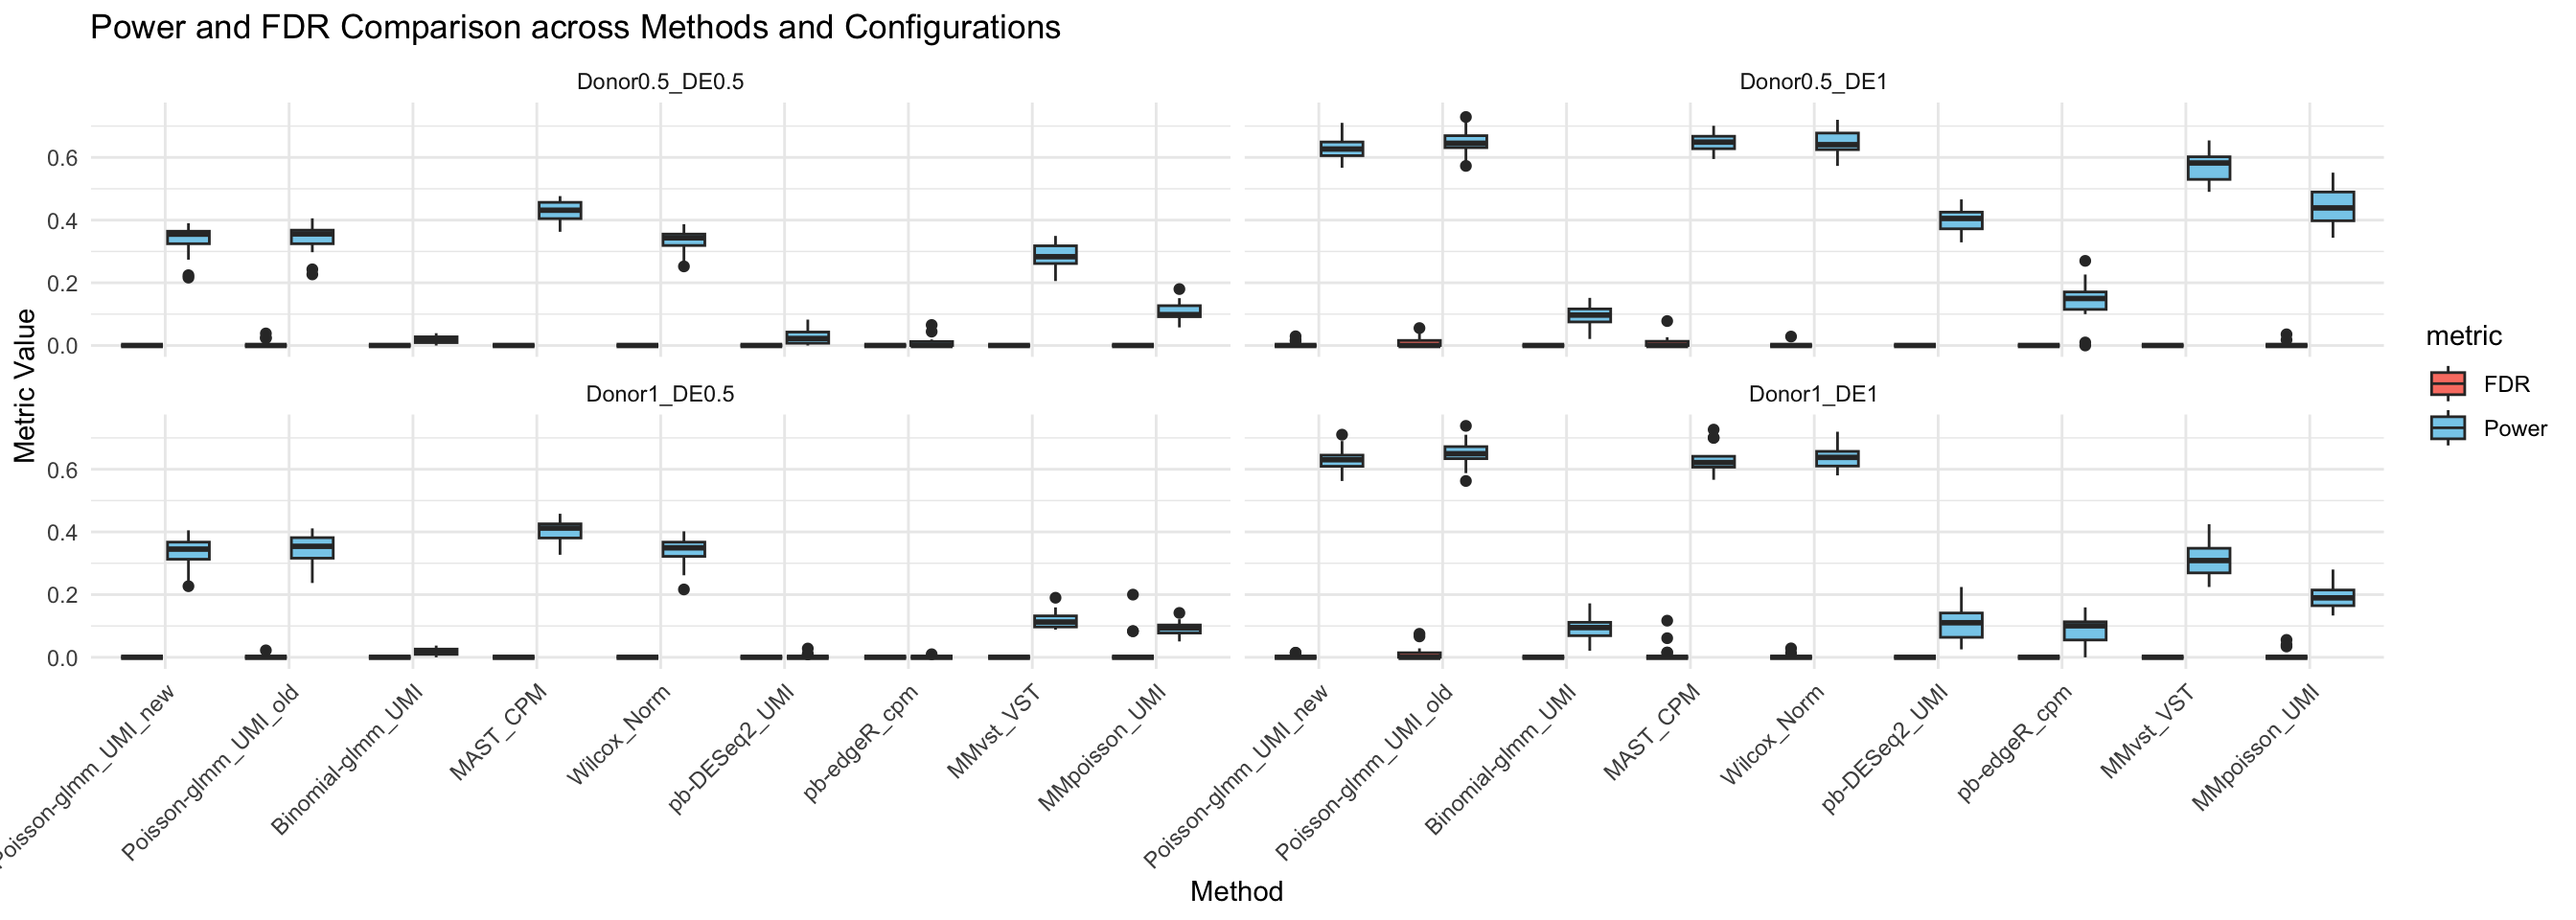 Power and FDR Comparison across Methods and Configurations
Donor0.5_DE0.5
Donor0.5_DE1
0.6
0.4
0.2
0.0
Donor1_DE0.5
Donor1_DE1
0.6
0.4
0.2
0.0
Metric Value
Poisson-glmm_UMI_new
Poisson-glmm_UMI_old
Binomial-glmm_UMI
MAST_CPM
Wilcox_Norm
pb-DESeq2_UMI
pb-edgeR_cpm
MMvst_VST
MMpoisson_UMI
Poisson-glmm_UMI_new
Poisson-glmm_UMI_old
Binomial-glmm_UMI
MAST_CPM
Wilcox_Norm
pb-DESeq2_UMI
pb-edgeR_cpm
MMvst_VST
MMpoisson_UMI
Method
metric
FDR
Power